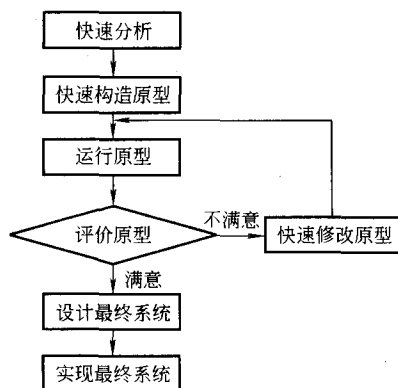 快速分析
快速构造原型
运行原型
评价原型
不满意
快速修改原型
满意
设计最终系统
实现最终系统